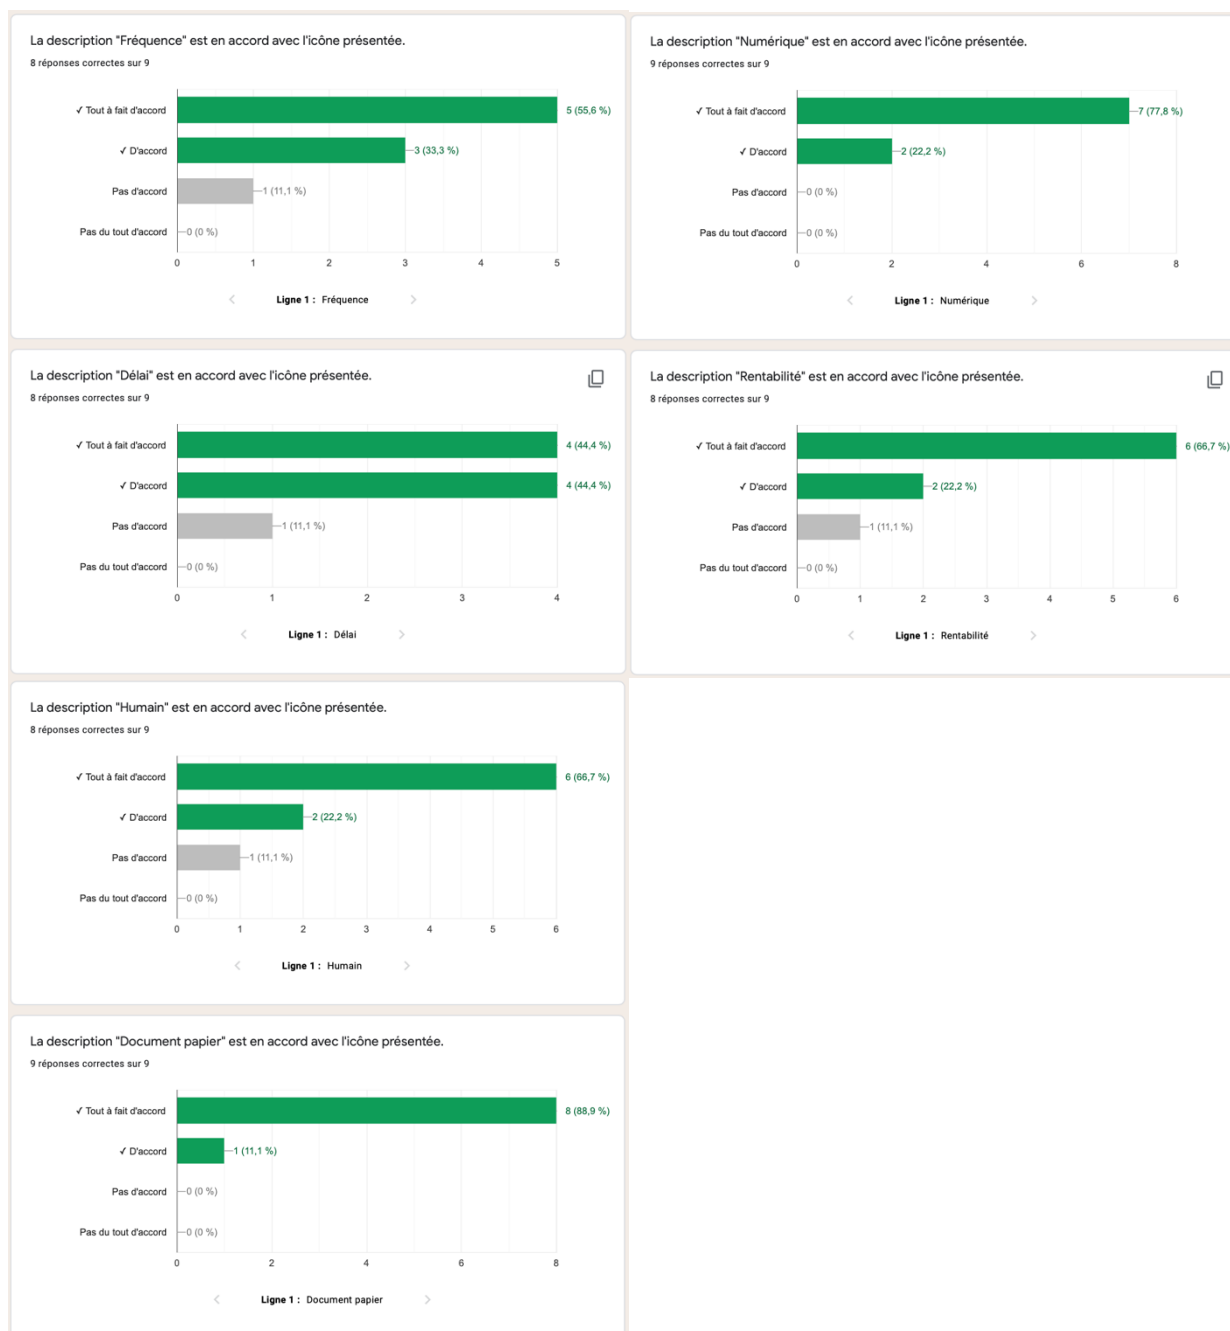 La description "Fréquence" est en accord avec l'icône présentée.
8 réponses correctes sur 9
✓ Tout à fait d'accord
5 (55,6 %)
✓ D'accord
3 (33,3 %)
Pas d'accord
1 (11,1 %)
Pas du tout d'accord
0 (0 %)
0 1 2 3 4 5
Ligne 1 : Fréquence
La description "Numérique" est en accord avec l'icône présentée.
9 réponses correctes sur 9
✓ Tout à fait d'accord
7 (77,8 %)
✓ D'accord
2 (22,2 %)
Pas d'accord
0 (0 %)
Pas du tout d'accord
0 (0 %)
0 2 4 6 8
Ligne 1 : Numérique
La description "Délai" est en accord avec l'icône présentée.
8 réponses correctes sur 9
✓ Tout à fait d'accord
4 (44,4 %)
✓ D'accord
4 (44,4 %)
Pas d'accord
1 (11,1 %)
Pas du tout d'accord
0 (0 %)
0 1 2 3 4
Ligne 1 : Délai
La description "Rentabilité" est en accord avec l'icône présentée.
8 réponses correctes sur 9
✓ Tout à fait d'accord
6 (66,7 %)
✓ D'accord
2 (22,2 %)
Pas d'accord
1 (11,1 %)
Pas du tout d'accord
0 (0 %)
0 1 2 3 4 5 6
Ligne 1 : Rentabilité
La description "Humain" est en accord avec l'icône présentée.
8 réponses correctes sur 9
✓ Tout à fait d'accord
6 (66,7 %)
✓ D'accord
2 (22,2 %)
Pas d'accord
1 (11,1 %)
Pas du tout d'accord
0 (0 %)
0 1 2 3 4 5 6
Ligne 1 : Humain
La description "Document papier" est en accord avec l'icône présentée.
9 réponses correctes sur 9
✓ Tout à fait d'accord
8 (88,9 %)
✓ D'accord
1 (11,1 %)
Pas d'accord
0 (0 %)
Pas du tout d'accord
0 (0 %)
0 2 4 6 8
Ligne 1 : Document papier